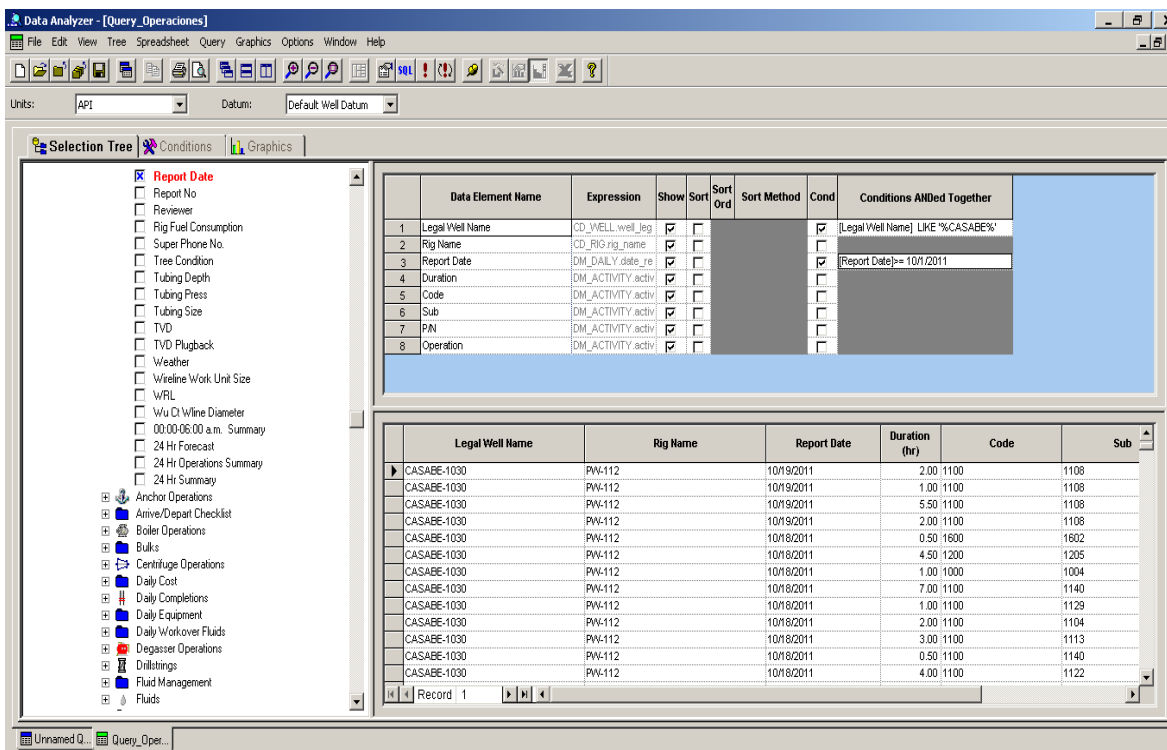 Data Analyzer - [Query_Operaciones]
File Edit View Tree Spreadsheet Query Graphics Options Window Help
SQL
Units: API Datum: Default Well Datum
Selection Tree Conditions Graphics
Report Date
Report No
Reviewer
Rig Fuel Consumption
Super Phone No.
Tree Condition
Tubing Depth
Tubing Press
Tubing Size
TVD
TVD Plugback
Weather
Wireline Work Unit Size
WRL
Wu Ct Wline Diameter
00:00-06:00 a.m. Summary
24 Hr Forecast
24 Hr Operations Summary
24 Hr Summary
Anchor Operations
Arrive/Depart Checklist
Boiler Operations
Bulks
Centrifuge Operations
Daily Cost
Daily Completions
Daily Equipment
Daily Workover Fluids
Degasser Operations
Drillstrings
Fluid Management
Fluids
Data Element Name Expression Show Sort Sort Ord Sort Method Cond Conditions ANDed Together
1 Legal Well Name CD_WELL.well_leg [Legal Well Name] LIKE '%CASABE%'
2 Rig Name CD_RIG.rig_name
3 Report Date DM_DAILY.date_re [Report Date]>= 10/1/2011
4 Duration DM_ACTIVITY.activ
5 Code DM_ACTIVITY.activ
6 Sub DM_ACTIVITY.activ
7 P/N DM_ACTIVITY.activ
8 Operation DM_ACTIVITY.activ
Legal Well Name Rig Name Report Date Duration (hr) Code Sub
CASABE-1030 PW-112 10/19/2011 2.00 1100 1108
CASABE-1030 PW-112 10/19/2011 1.00 1100 1108
CASABE-1030 PW-112 10/19/2011 5.50 1100 1108
CASABE-1030 PW-112 10/19/2011 2.00 1100 1108
CASABE-1030 PW-112 10/18/2011 0.50 1600 1602
CASABE-1030 PW-112 10/18/2011 4.50 1200 1205
CASABE-1030 PW-112 10/18/2011 1.00 1000 1004
CASABE-1030 PW-112 10/18/2011 7.00 1100 1140
CASABE-1030 PW-112 10/18/2011 1.00 1100 1129
CASABE-1030 PW-112 10/18/2011 2.00 1100 1104
CASABE-1030 PW-112 10/18/2011 3.00 1100 1113
CASABE-1030 PW-112 10/18/2011 0.50 1100 1140
CASABE-1030 PW-112 10/18/2011 4.00 1100 1122
Record 1
Unnamed Q... Query_Oper...